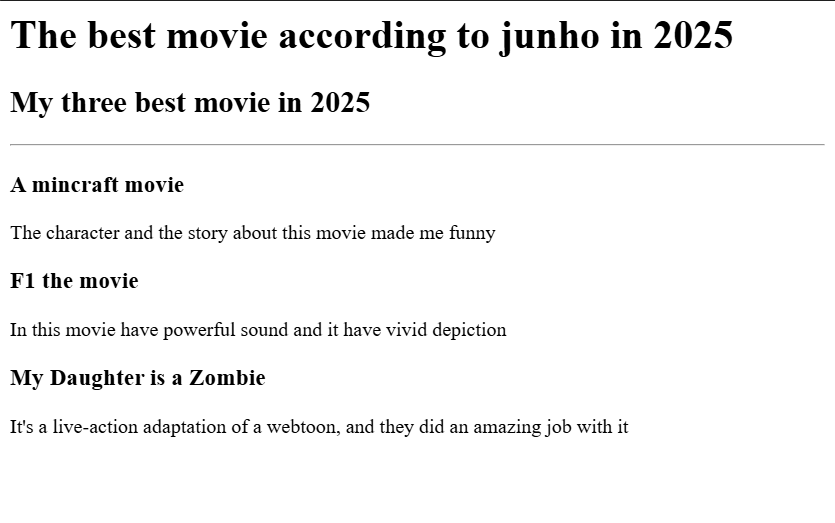 The best movie according to junho in 2025
My three best movie in 2025
A mincraft movie
The character and the story about this movie made me funny
F1 the movie
In this movie have powerful sound and it have vivid depiction
My Daughter is a Zombie
It's a live-action adaptation of a webtoon, and they did an amazing job with it